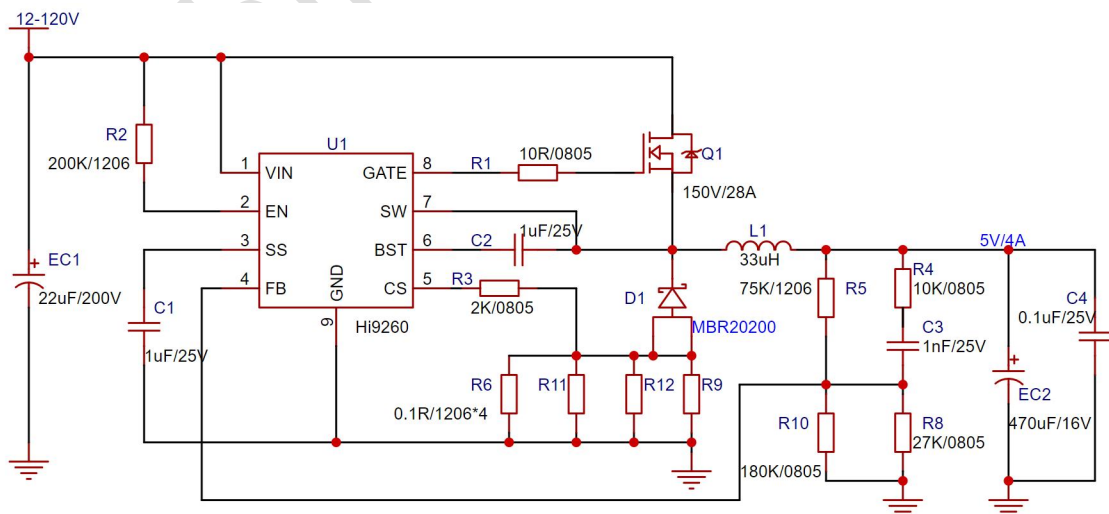 12-120V
R2
200K/1206
U1
1
VIN
GATE
8
R1
10R/0805
Q1
150V/28A
2
EN
SW
7
1uF/25V
3
SS
BST
6
C2
4
FB
CS
5
R3
2K/0805
GND
9
Hi9260
EC1
22uF/200V
C1
1uF/25V
L1
33uH
D1
MBR20200
5V/4A
75K/1206
R5
R4
10K/0805
C3
1nF/25V
C4
0.1uF/25V
R6
R11
R12
R9
0.1R/1206*4
R10
180K/0805
R8
27K/0805
EC2
470uF/16V